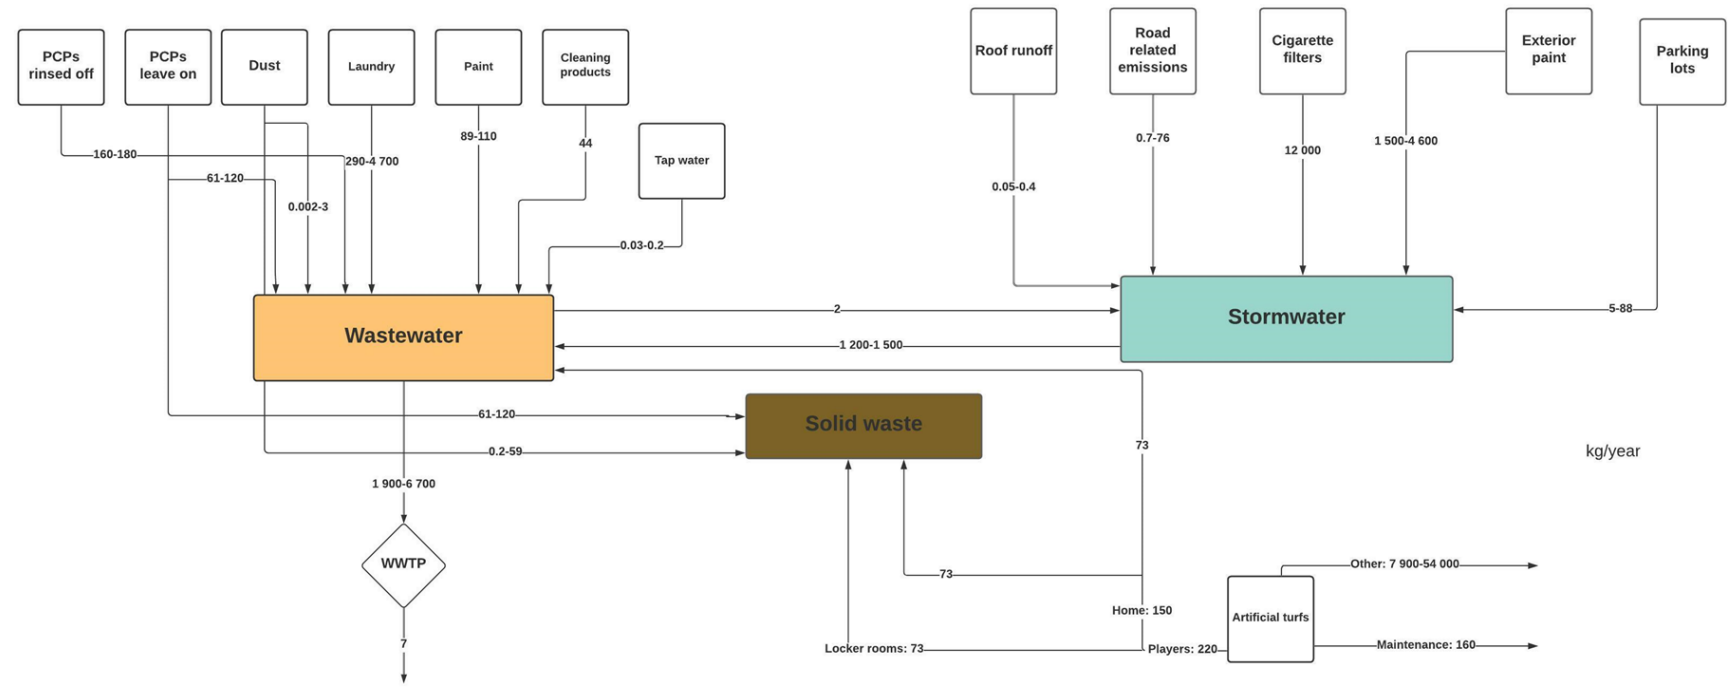 PCPs
rinsed off
PCPs
leave on
Dust
Laundry
Paint
Cleaning
products
Tap water
Roof runoff
Road
related
emissions
Cigarette
filters
Exterior
paint
Parking
lots
160-180
61-120
0.002-3
290-4 700
89-110
44
0.03-0.2
0.05-0.4
0.7-76
12 000
1 500-4 600
5-88
Wastewater
2
1 200-1 500
Stormwater
61-120
0.2-59
Solid waste
73
kg/year
1 900-6 700
WWTP
7
73
Home: 150
Locker rooms: 73
Players: 220
Artificial turfs
Other: 7 900-54 000
Maintenance: 160